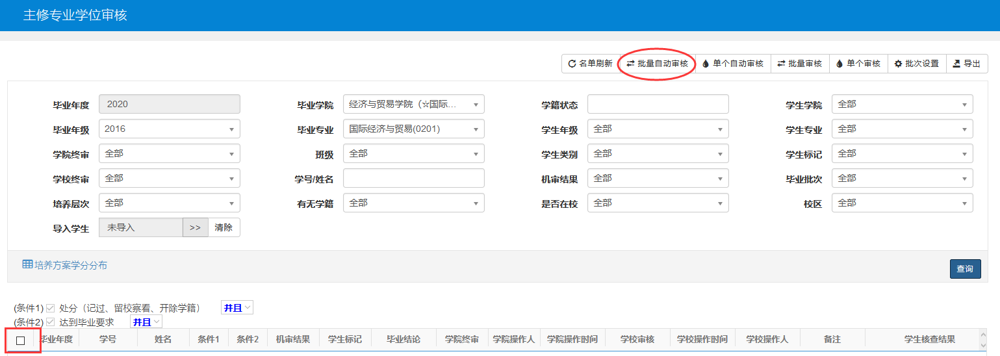 主修专业学位审核
名单刷新 批量自动审核 单个自动审核 批量审核 单个审核 批次设置 导出
毕业年度 2020 毕业学院 经济与贸易学院（☆国际... 学籍状态 学生学院 全部
毕业年级 2016 毕业专业 国际经济与贸易(0201) 学生年级 全部 学生专业 全部
学院终审 全部 班级 全部 学生类别 全部 学生标记 全部
学校终审 全部 学号/姓名 机审结果 全部 毕业批次 全部
培养层次 全部 有无学籍 全部 是否在校 全部 校区 全部
导入学生 未导入 >> 清除
培养方案学分分布 查询
(条件1) 处分（记过、留校察看、开除学籍） 并且
(条件2) 达到毕业要求 并且
毕业年度 学号 姓名 条件1 条件2 机审结果 学生标记 毕业结论 学院终审 学院操作人 学院操作时间 学校审核 学校操作时间 学校操作人 备注 学生核查结果